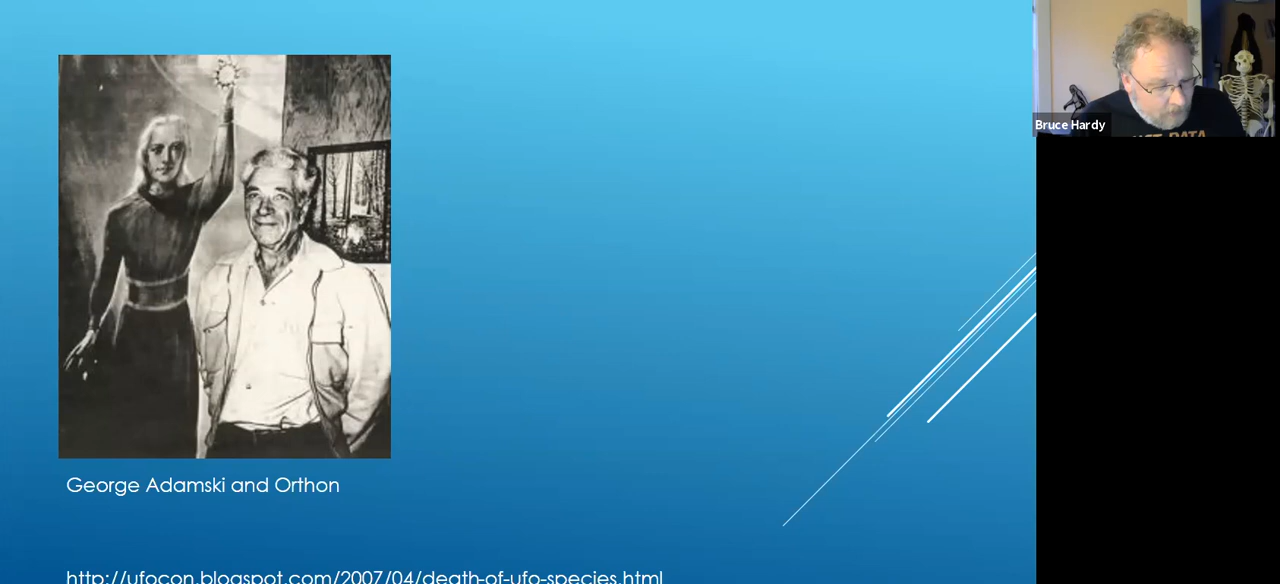 Bruce Hardy
George Adamski and Orthon
http://ufocon.blogspot.com/2007/04/death-of-ufo-species.html